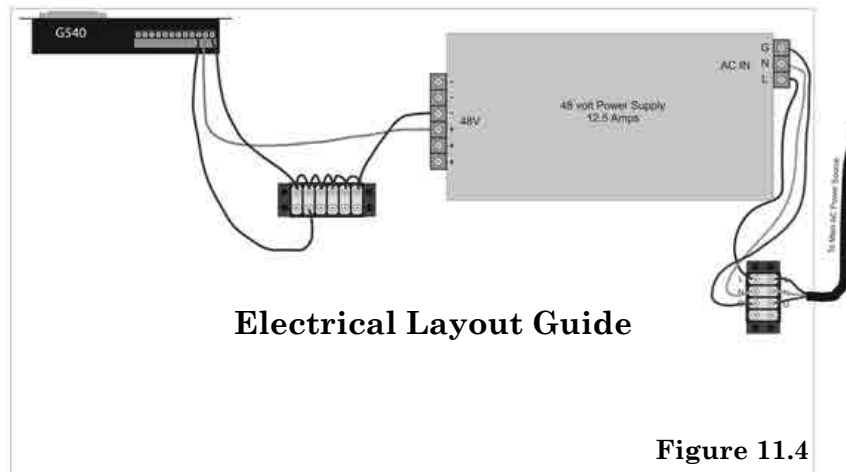 G540
G
AC IN N
L
-
-
-
48V
+
+
+
48 volt Power Supply
12.5 Amps
To Main AC Power Source
L
N
G
Electrical Layout Guide
Figure 11.4